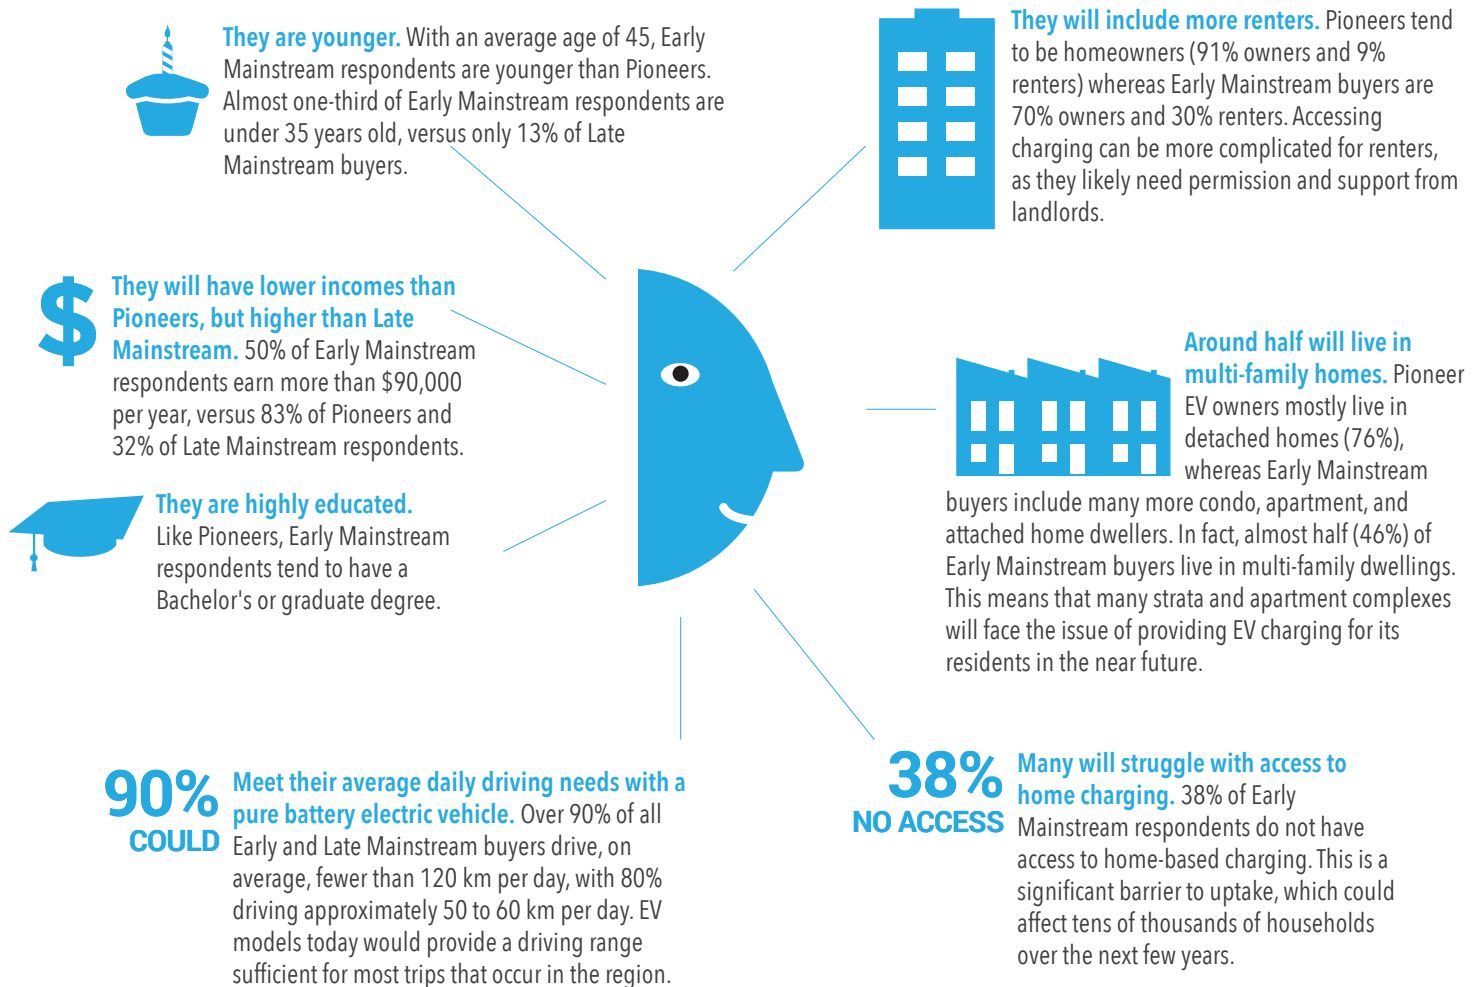 They are younger. With an average age of 45, Early
Mainstream respondents are younger than Pioneers.
Almost one-third of Early Mainstream respondents are
under 35 years old, versus only 13% of Late
Mainstream buyers.
They will include more renters. Pioneers tend
to be homeowners (91% owners and 9%
renters) whereas Early Mainstream buyers are
70% owners and 30% renters. Accessing
charging can be more complicated for renters,
as they likely need permission and support from
landlords.
$
They will have lower incomes than
Pioneers, but higher than Late
Mainstream. 50% of Early Mainstream
respondents earn more than $90,000
per year, versus 83% of Pioneers and
32% of Late Mainstream respondents.
Around half will live in
multi-family homes. Pioneer
EV owners mostly live in
detached homes (76%),
whereas Early Mainstream
buyers include many more condo, apartment, and
attached home dwellers. In fact, almost half (46%) of
Early Mainstream buyers live in multi-family dwellings.
This means that many strata and apartment complexes
will face the issue of providing EV charging for its
residents in the near future.
They are highly educated.
Like Pioneers, Early Mainstream
respondents tend to have a
Bachelor's or graduate degree.
90%
COULD
Meet their average daily driving needs with a
pure battery electric vehicle. Over 90% of all
Early and Late Mainstream buyers drive, on
average, fewer than 120 km per day, with 80%
driving approximately 50 to 60 km per day. EV
models today would provide a driving range
sufficient for most trips that occur in the region.
38%
NO ACCESS
Many will struggle with access to
home charging. 38% of Early
Mainstream respondents do not have
access to home-based charging. This is a
significant barrier to uptake, which could
affect tens of thousands of households
over the next few years.